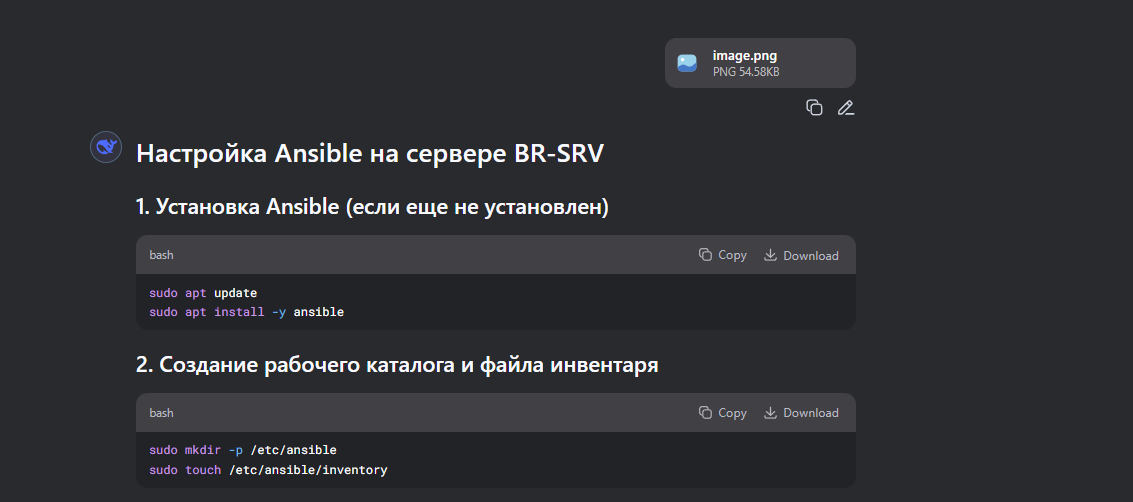 image.png
PNG 54.58KB
Настройка Ansible на сервере BR-SRV
1. Установка Ansible (если еще не установлен)
bash
Copy
Download
sudo apt update
sudo apt install -y ansible
2. Создание рабочего каталога и файла инвентаря
bash
Copy
Download
sudo mkdir -p /etc/ansible
sudo touch /etc/ansible/inventory